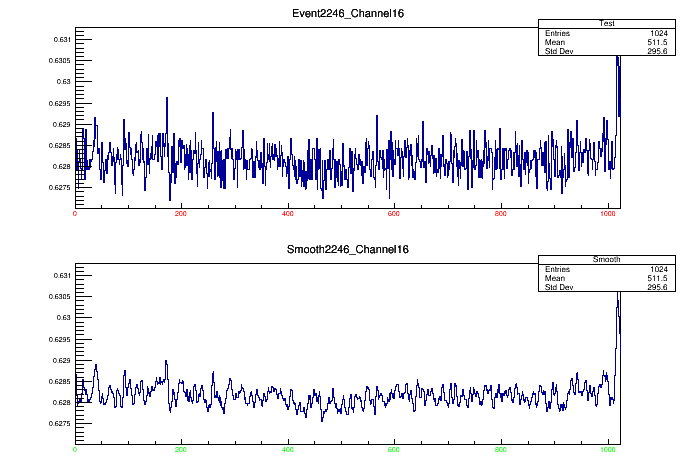 Event2246_Channel16
Test
Entries 1024
Mean 511.5
Std Dev 295.6
0.631
0.6305
0.63
0.6295
0.629
0.6285
0.628
0.6275
0 200 400 600 800 1000
Smooth2246_Channel16
Smooth
Entries 1024
Mean 511.5
Std Dev 295.6
0.631
0.6305
0.63
0.6295
0.629
0.6285
0.628
0.6275
0 200 400 600 800 1000